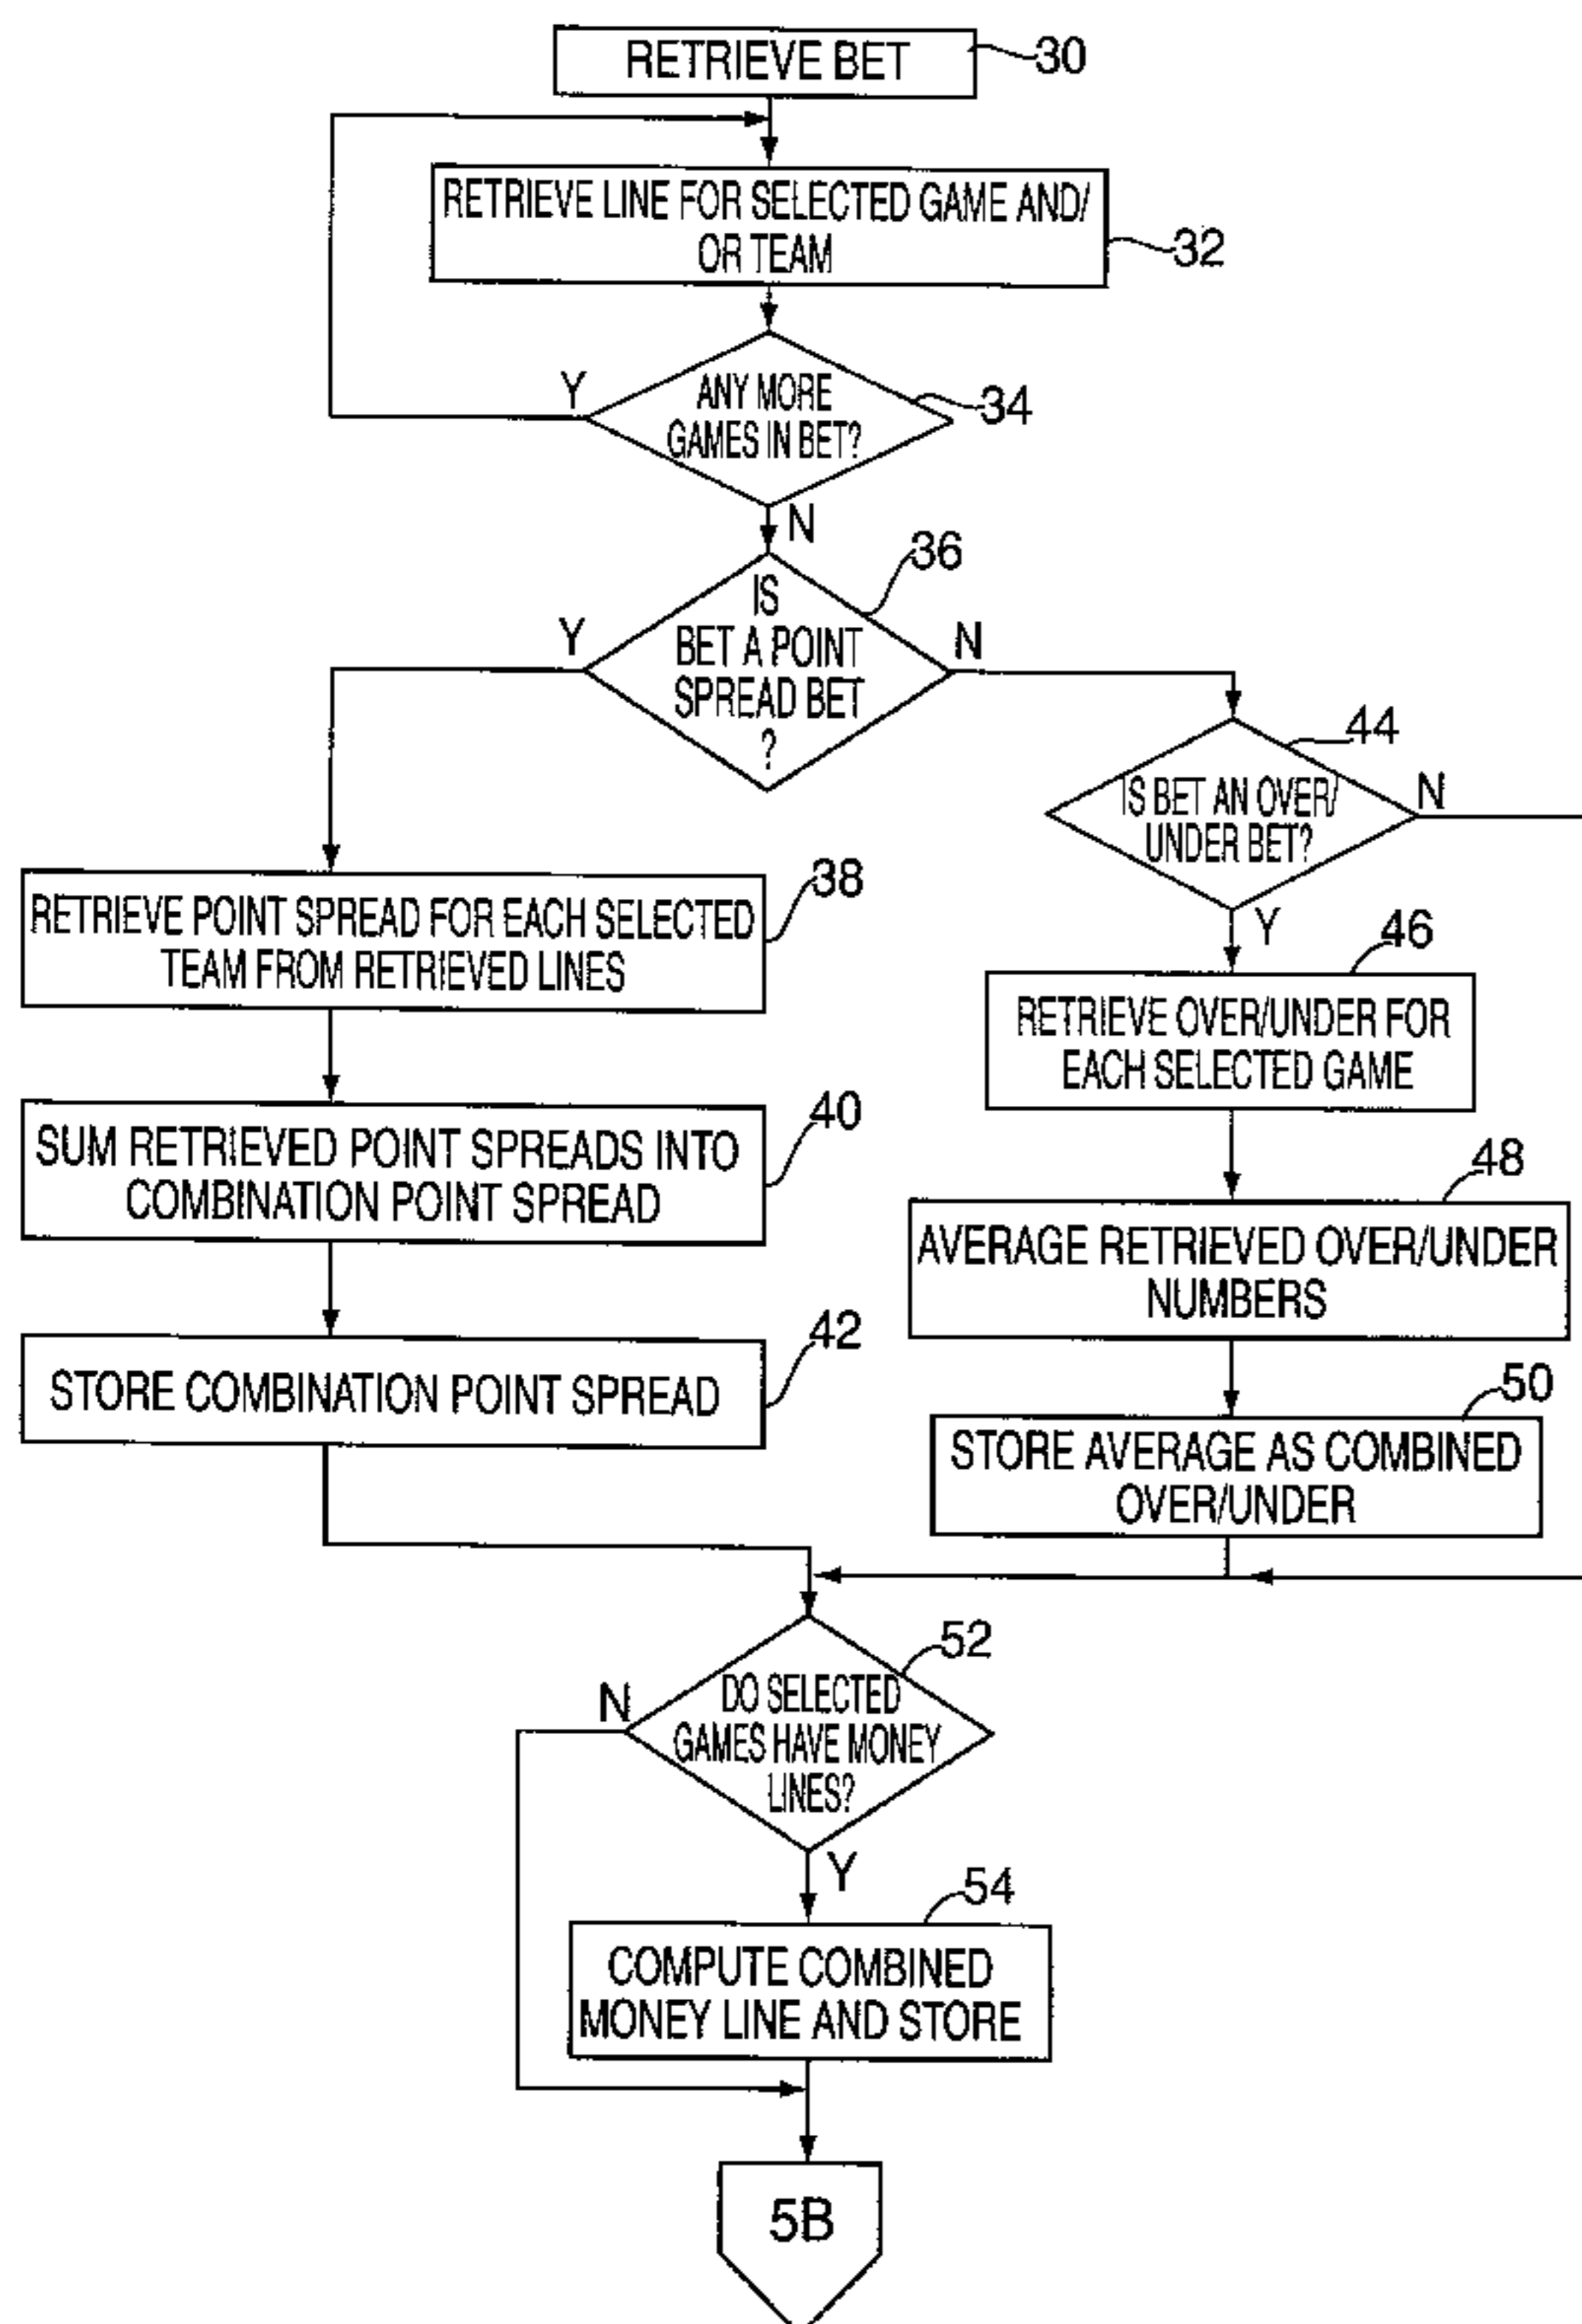 RETRIEVE BET
30
RETRIEVE LINE FOR SELECTED GAME AND/
OR TEAM
32
Y
ANY MORE
GAMES IN BET?
34
N
36
Y
IS
BET A POINT
SPREAD BET
?
N
44
IS BET AN OVER/
UNDER BET?
N
Y
38
RETRIEVE POINT SPREAD FOR EACH SELECTED
TEAM FROM RETRIEVED LINES
46
RETRIEVE OVER/UNDER FOR
EACH SELECTED GAME
40
SUM RETRIEVED POINT SPREADS INTO
COMBINATION POINT SPREAD
48
AVERAGE RETRIEVED OVER/UNDER
NUMBERS
42
STORE COMBINATION POINT SPREAD
50
STORE AVERAGE AS COMBINED
OVER/UNDER
52
N
DO SELECTED
GAMES HAVE MONEY
LINES?
Y
54
COMPUTE COMBINED
MONEY LINE AND STORE
5B